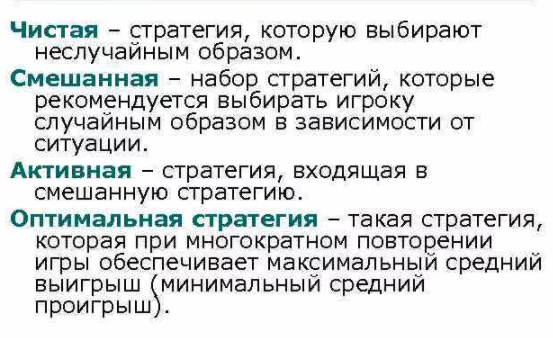 Чистая – стратегия, которую выбирают
неслучайным образом.
Смешанная – набор стратегий, которые
рекомендуется выбирать игроку
случайным образом в зависимости от
ситуации.
Активная – стратегия, входящая в
смешанную стратегию.
Оптимальная стратегия – такая стратегия,
которая при многократном повторении
игры обеспечивает максимальный средний
выигрыш (минимальный средний
проигрыш).